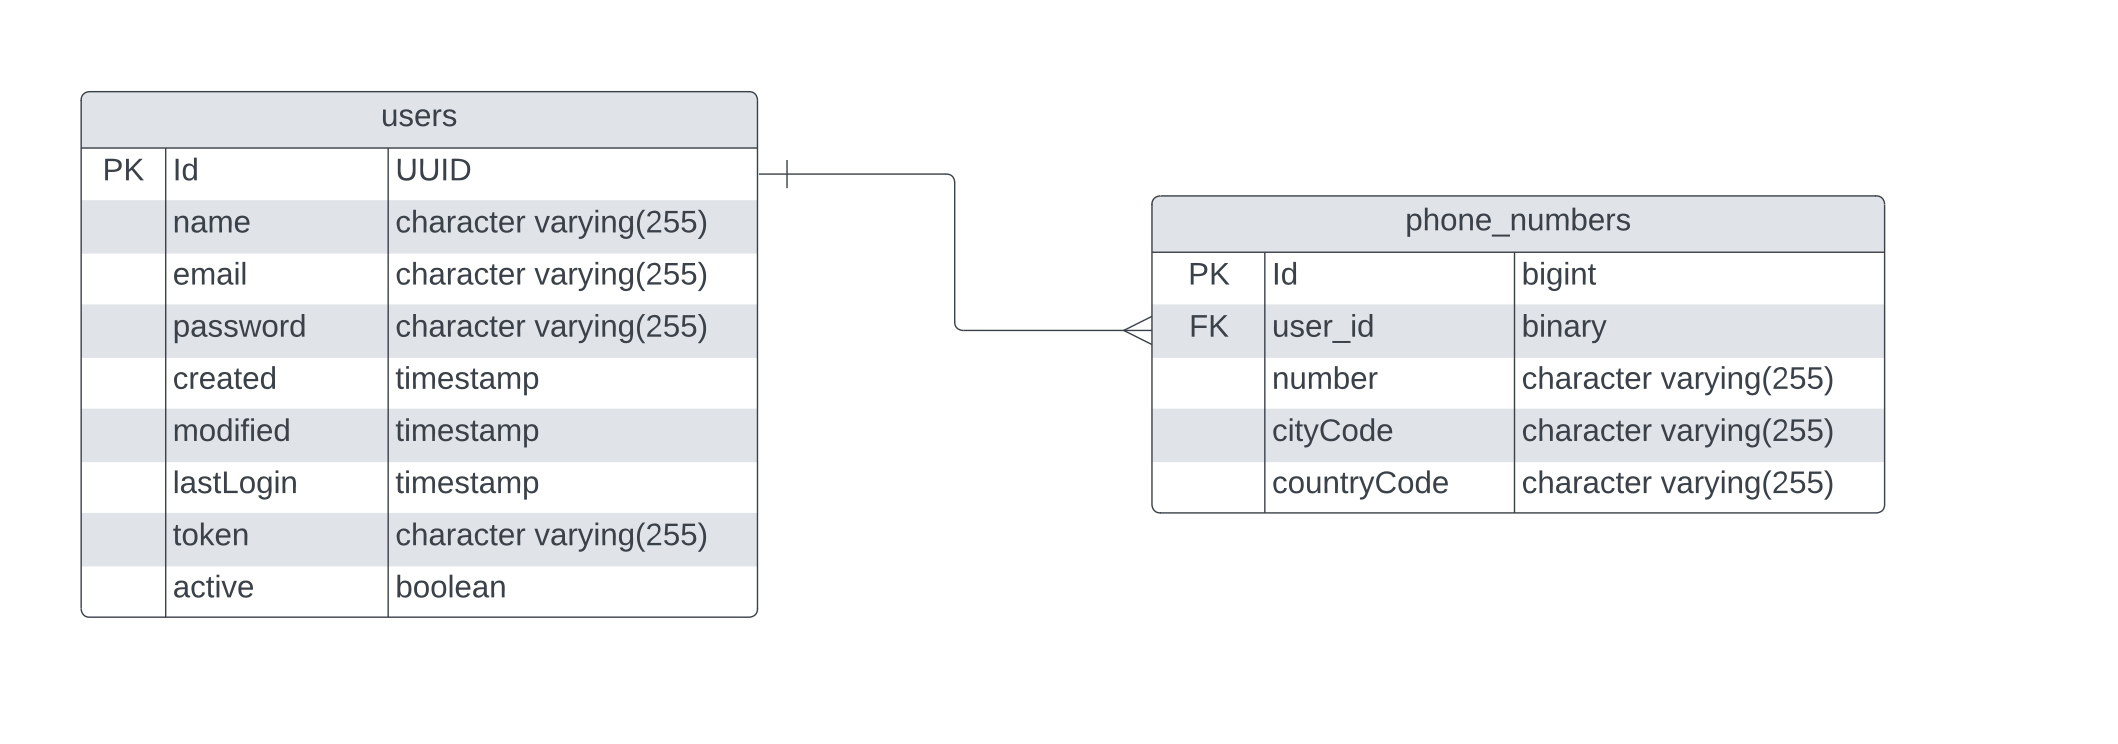 users
PK Id UUID
name character varying(255)
email character varying(255)
password character varying(255)
created timestamp
modified timestamp
lastLogin timestamp
token character varying(255)
active boolean
phone_numbers
PK Id bigint
FK user_id binary
number character varying(255)
cityCode character varying(255)
countryCode character varying(255)